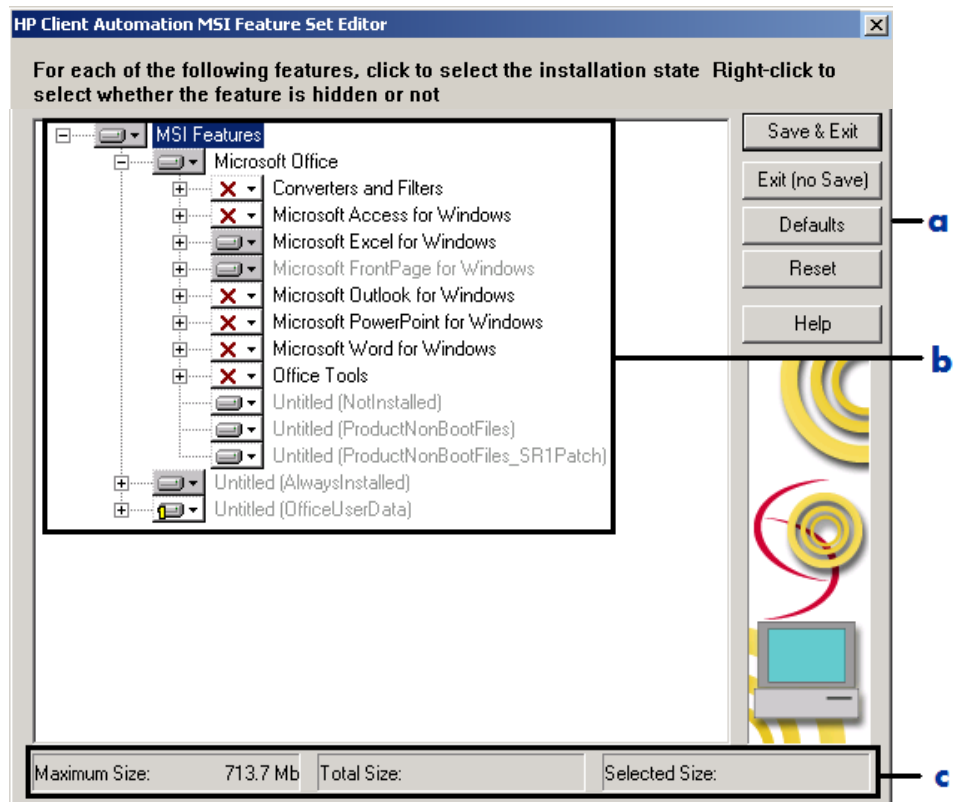 HP Client Automation MSI Feature Set Editor
For each of the following features, click to select the installation state  Right-click to
select whether the feature is hidden or not
MSI Features
Microsoft Office
Converters and Filters
Microsoft Access for Windows
Microsoft Excel for Windows
Microsoft FrontPage for Windows
Microsoft Outlook for Windows
Microsoft PowerPoint for Windows
Microsoft Word for Windows
Office Tools
Untitled (NotInstalled)
Untitled (ProductNonBootFiles)
Untitled (ProductNonBootFiles_SR1Patch)
Untitled (AlwaysInstalled)
Untitled (OfficeUserData)
Save & Exit
Exit (no Save)
Defaults
Reset
Help
a
b
Maximum Size: 713.7 Mb Total Size: Selected Size:
c